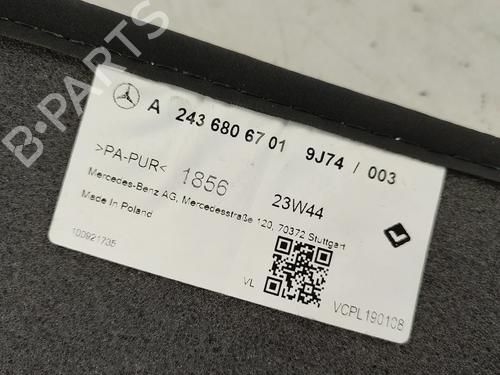 A 243 680 67 01 9J74 / 003
>PA-PUR< 1856 23W44
Mercedes-Benz AG, Mercedesstraße 120, 70372 Stuttgart
Made in Poland
100921735
VL
VCPL190108
B-PARTS